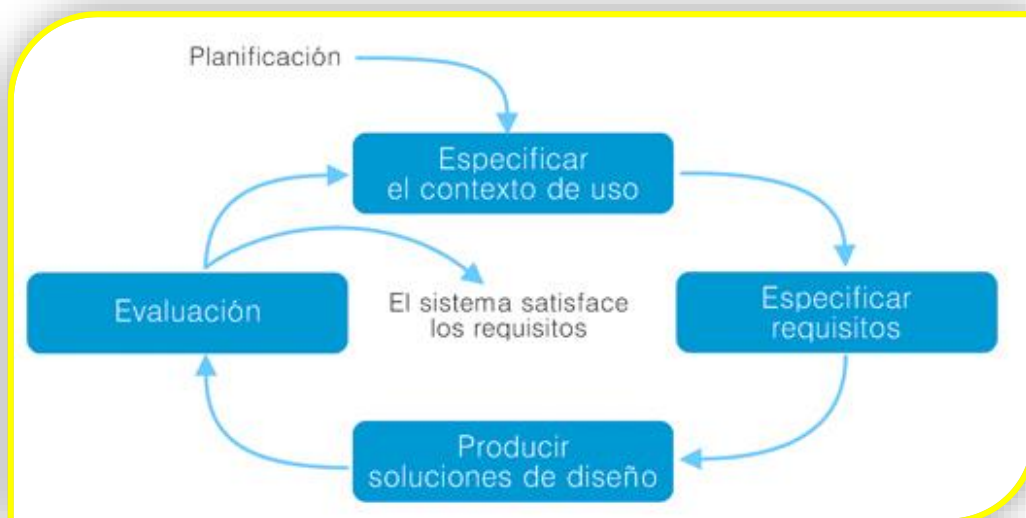 Planificación
Especificar
el contexto de uso
Evaluación
El sistema satisface
los requisitos
Especificar
requisitos
Producir
soluciones de diseño